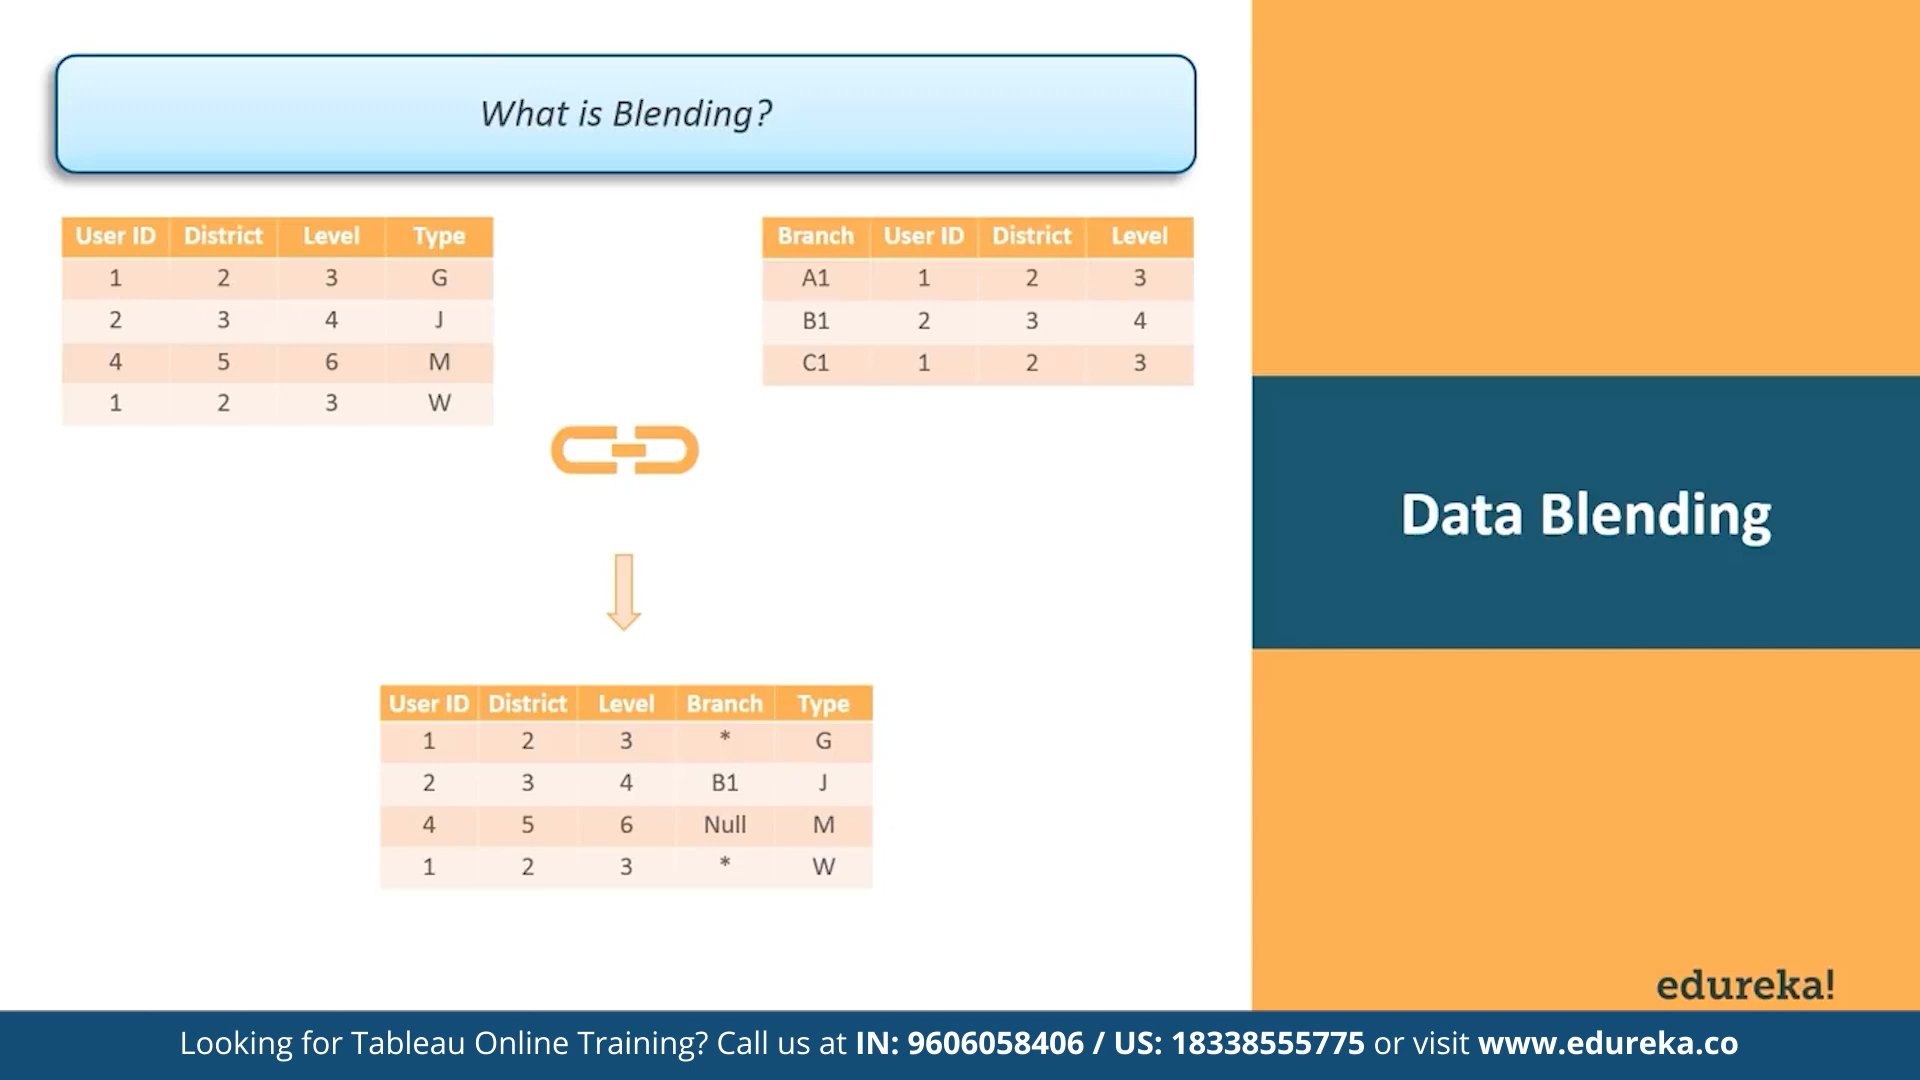 What is Blending?
User ID District Level Type
1 2 3 G
2 3 4 J
4 5 6 M
1 2 3 W
Branch User ID District Level
A1 1 2 3
B1 2 3 4
C1 1 2 3
User ID District Level Branch Type
1 2 3 * G
2 3 4 B1 J
4 5 6 Null M
1 2 3 * W
Data Blending
edureka!
Looking for Tableau Online Training? Call us at IN: 9606058406 / US: 18338555775 or visit www.edureka.co